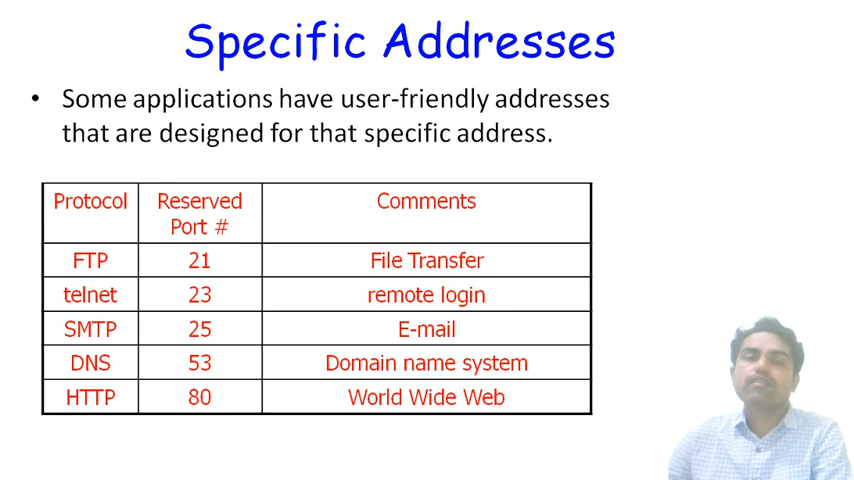 Specific Addresses
• Some applications have user-friendly addresses
that are designed for that specific address.
Protocol Reserved Port # Comments
FTP 21 File Transfer
telnet 23 remote login
SMTP 25 E-mail
DNS 53 Domain name system
HTTP 80 World Wide Web